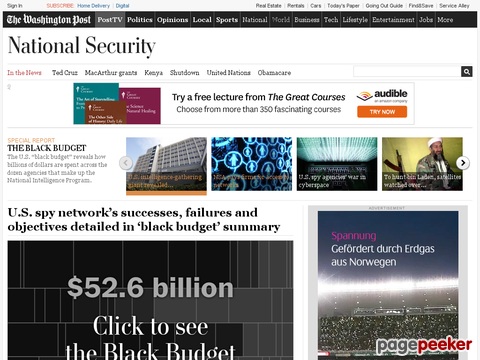 Sign In SUBSCRIBE: Home Delivery Digital Real Estate Rentals Cars Today's Paper Going Out Guide Find&Save Service Alley
The Washington Post PostTV Politics Opinions Local Sports National World Business Tech Lifestyle Entertainment Jobs More
National Security
In the News Ted Cruz MacArthur grants Kenya Shutdown United Nations Obamacare
Try a free lecture from The Great Courses
Choose from more than 350 fascinating courses
audible
an amazon company
TRY NOW
SPECIAL REPORT
THE BLACK BUDGET
The U.S. "black budget" reveals how
billions of dollars are spent across the
dozen agencies that make up the
National Intelligence Program.
U.S. intelligence-gathering
giant revealed...
networks
U.S. spy agencies' war in
cyberspace
To hunt bin Laden, satellites
watched over...
U.S. spy network's successes, failures and
objectives detailed in 'black budget' summary
$52.6 billion
Click to see
the Black Budget
ADVERTISEMENT
Spannung
Gefördert durch Erdgas
aus Norwegen
pagepeeker